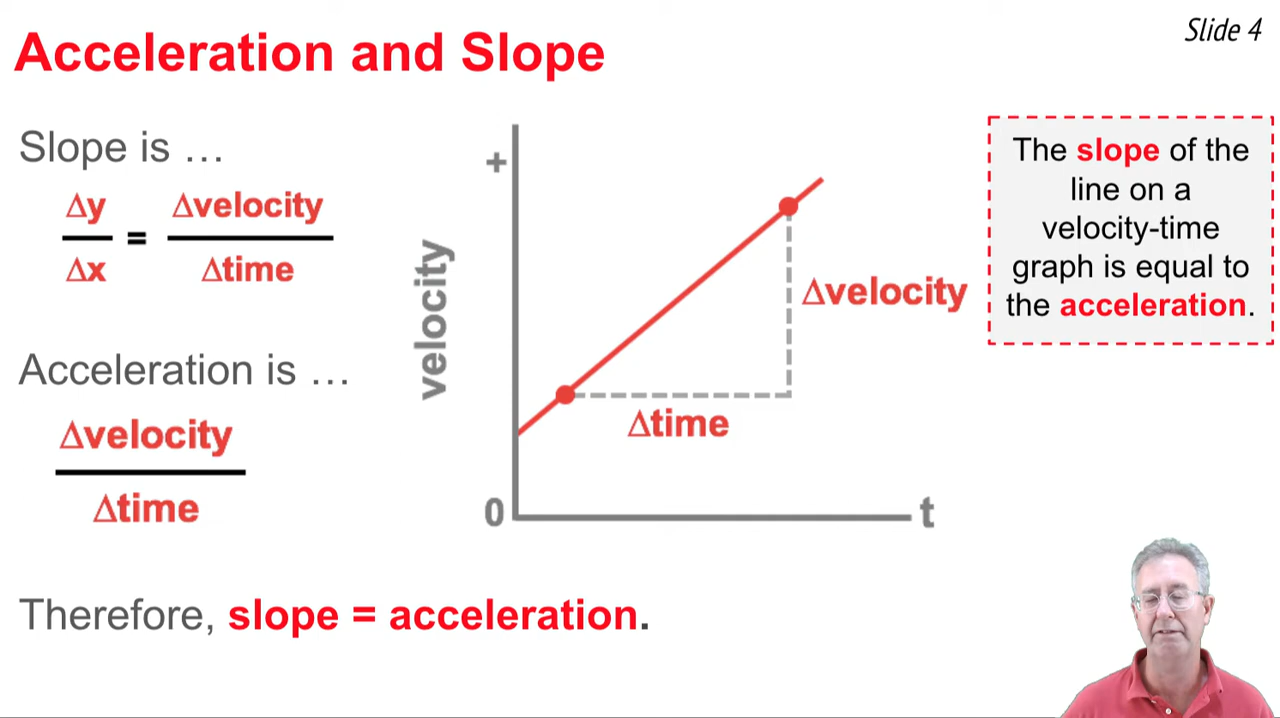 Slide 4
Acceleration and Slope
Slope is …
Δy
Δx
=
Δvelocity
Δtime
Acceleration is …
Δvelocity
Δtime
+
velocity
0
t
Δvelocity
Δtime
The slope of the
line on a
velocity-time
graph is equal to
the acceleration.
Therefore, slope = acceleration.